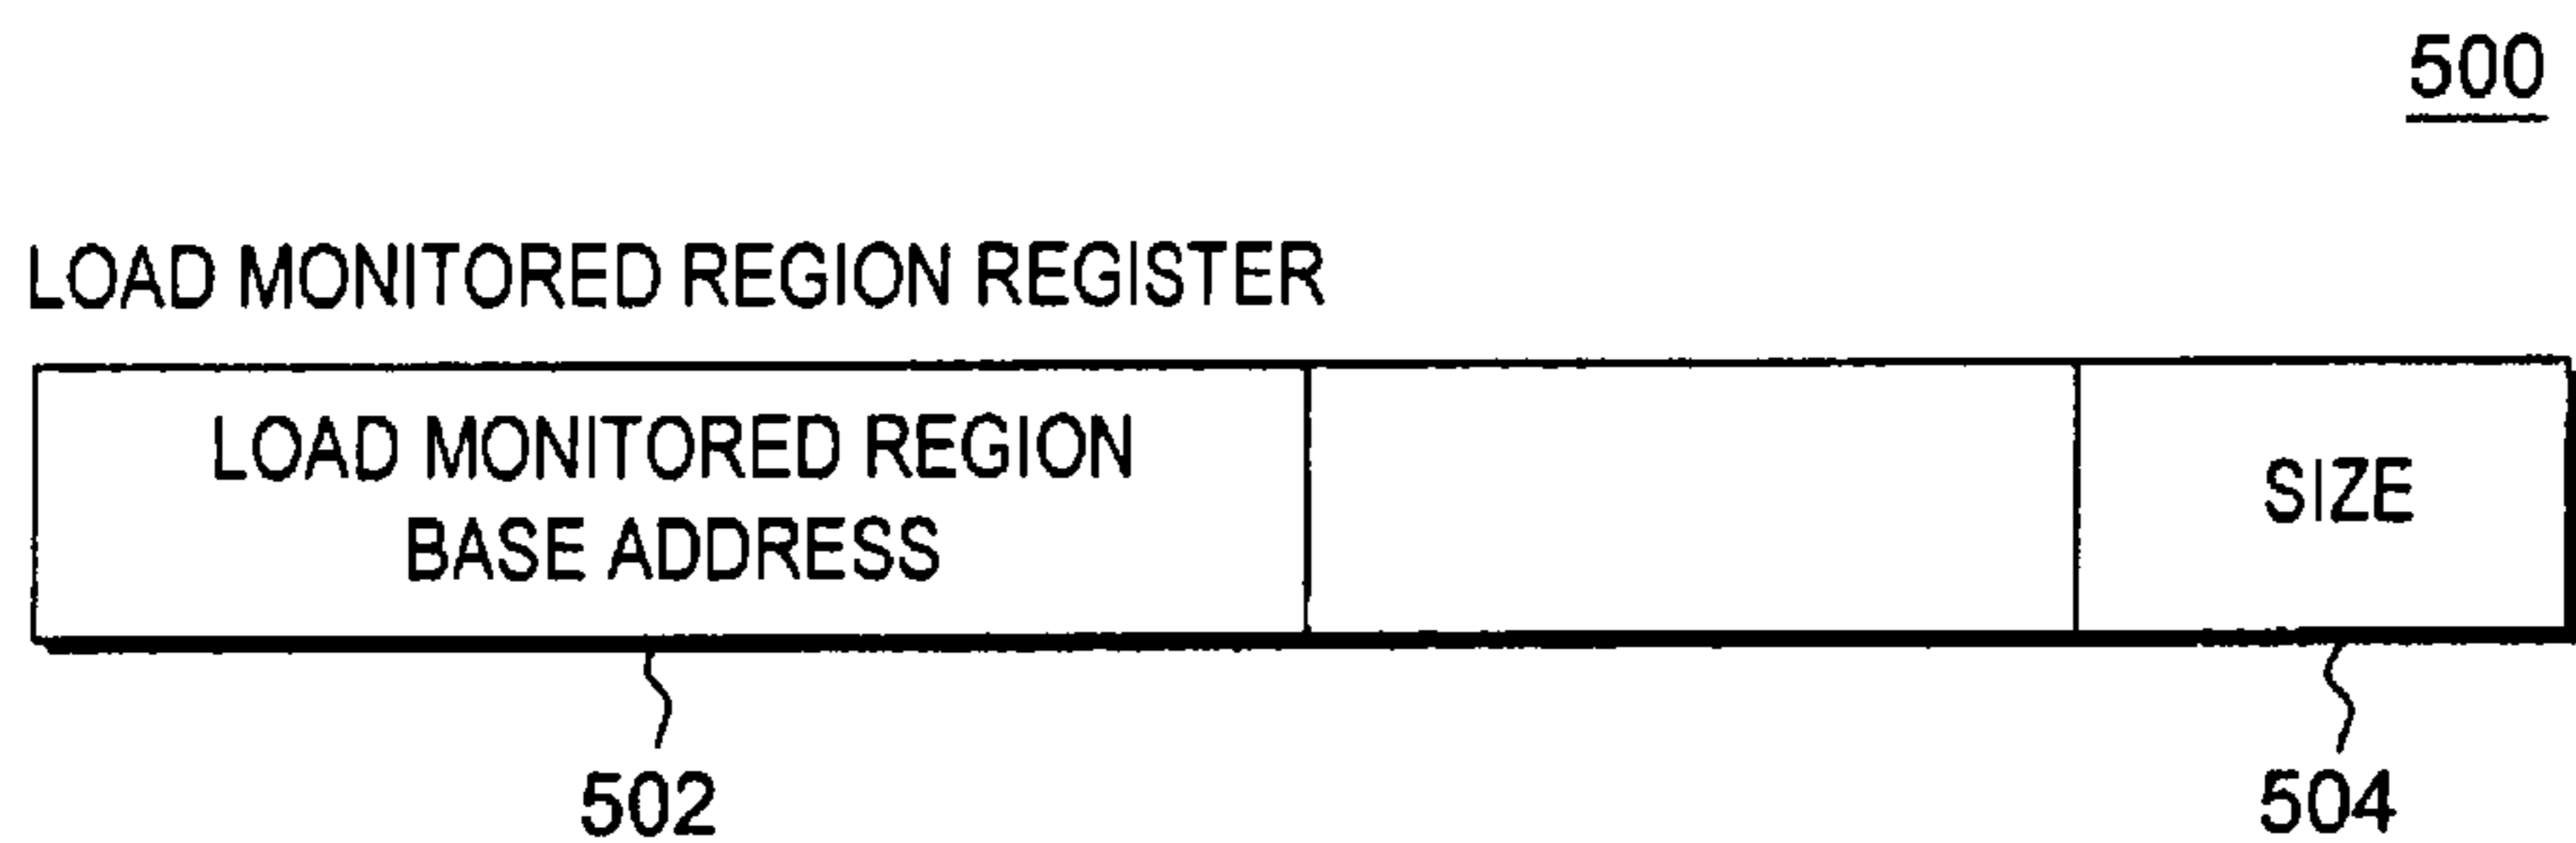 500
LOAD MONITORED REGION REGISTER
LOAD MONITORED REGION
BASE ADDRESS
SIZE
502
504